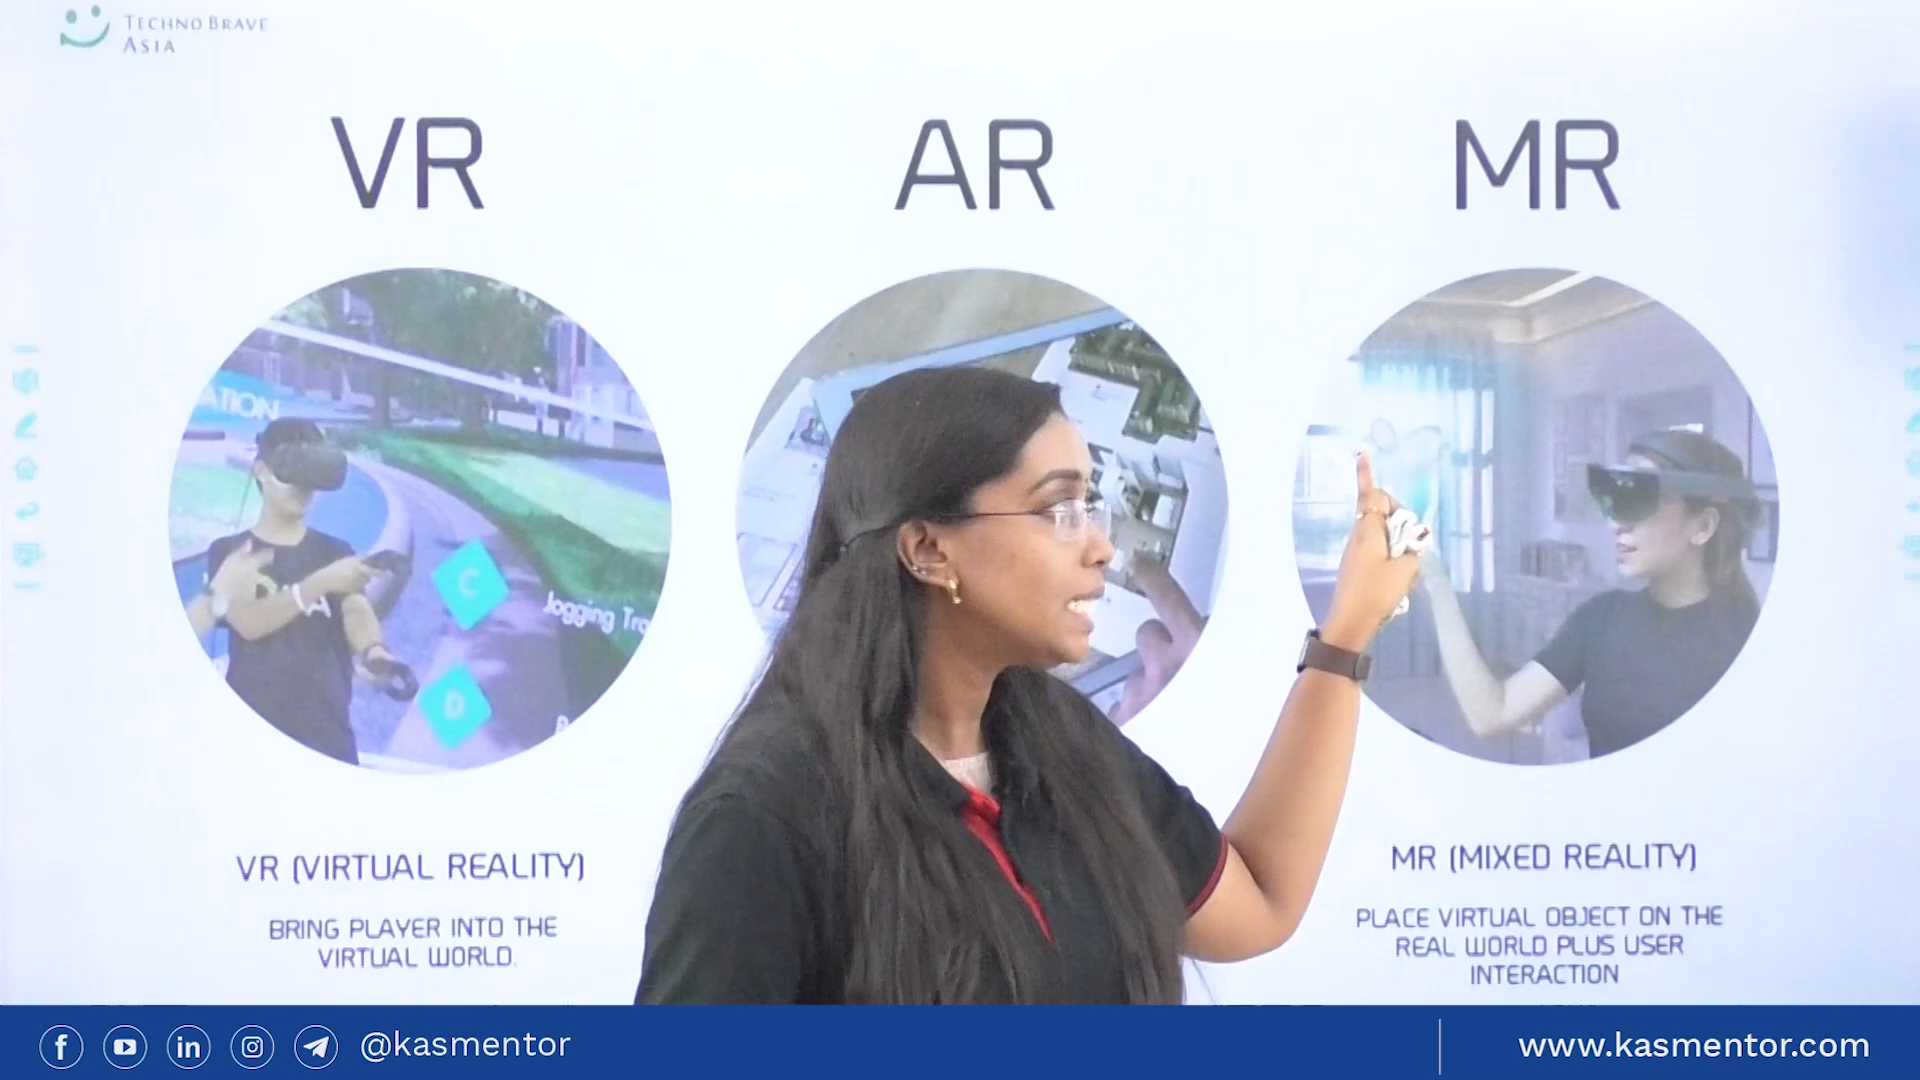 TECHNO BRAVE
ASIA
VR
AR
MR
ATION
C
Jogging Tra
D
VR (VIRTUAL REALITY)
BRING PLAYER INTO THE
VIRTUAL WORLD.
MR (MIXED REALITY)
PLACE VIRTUAL OBJECT ON THE
REAL WORLD PLUS USER
INTERACTION
@kasmentor
www.kasmentor.com